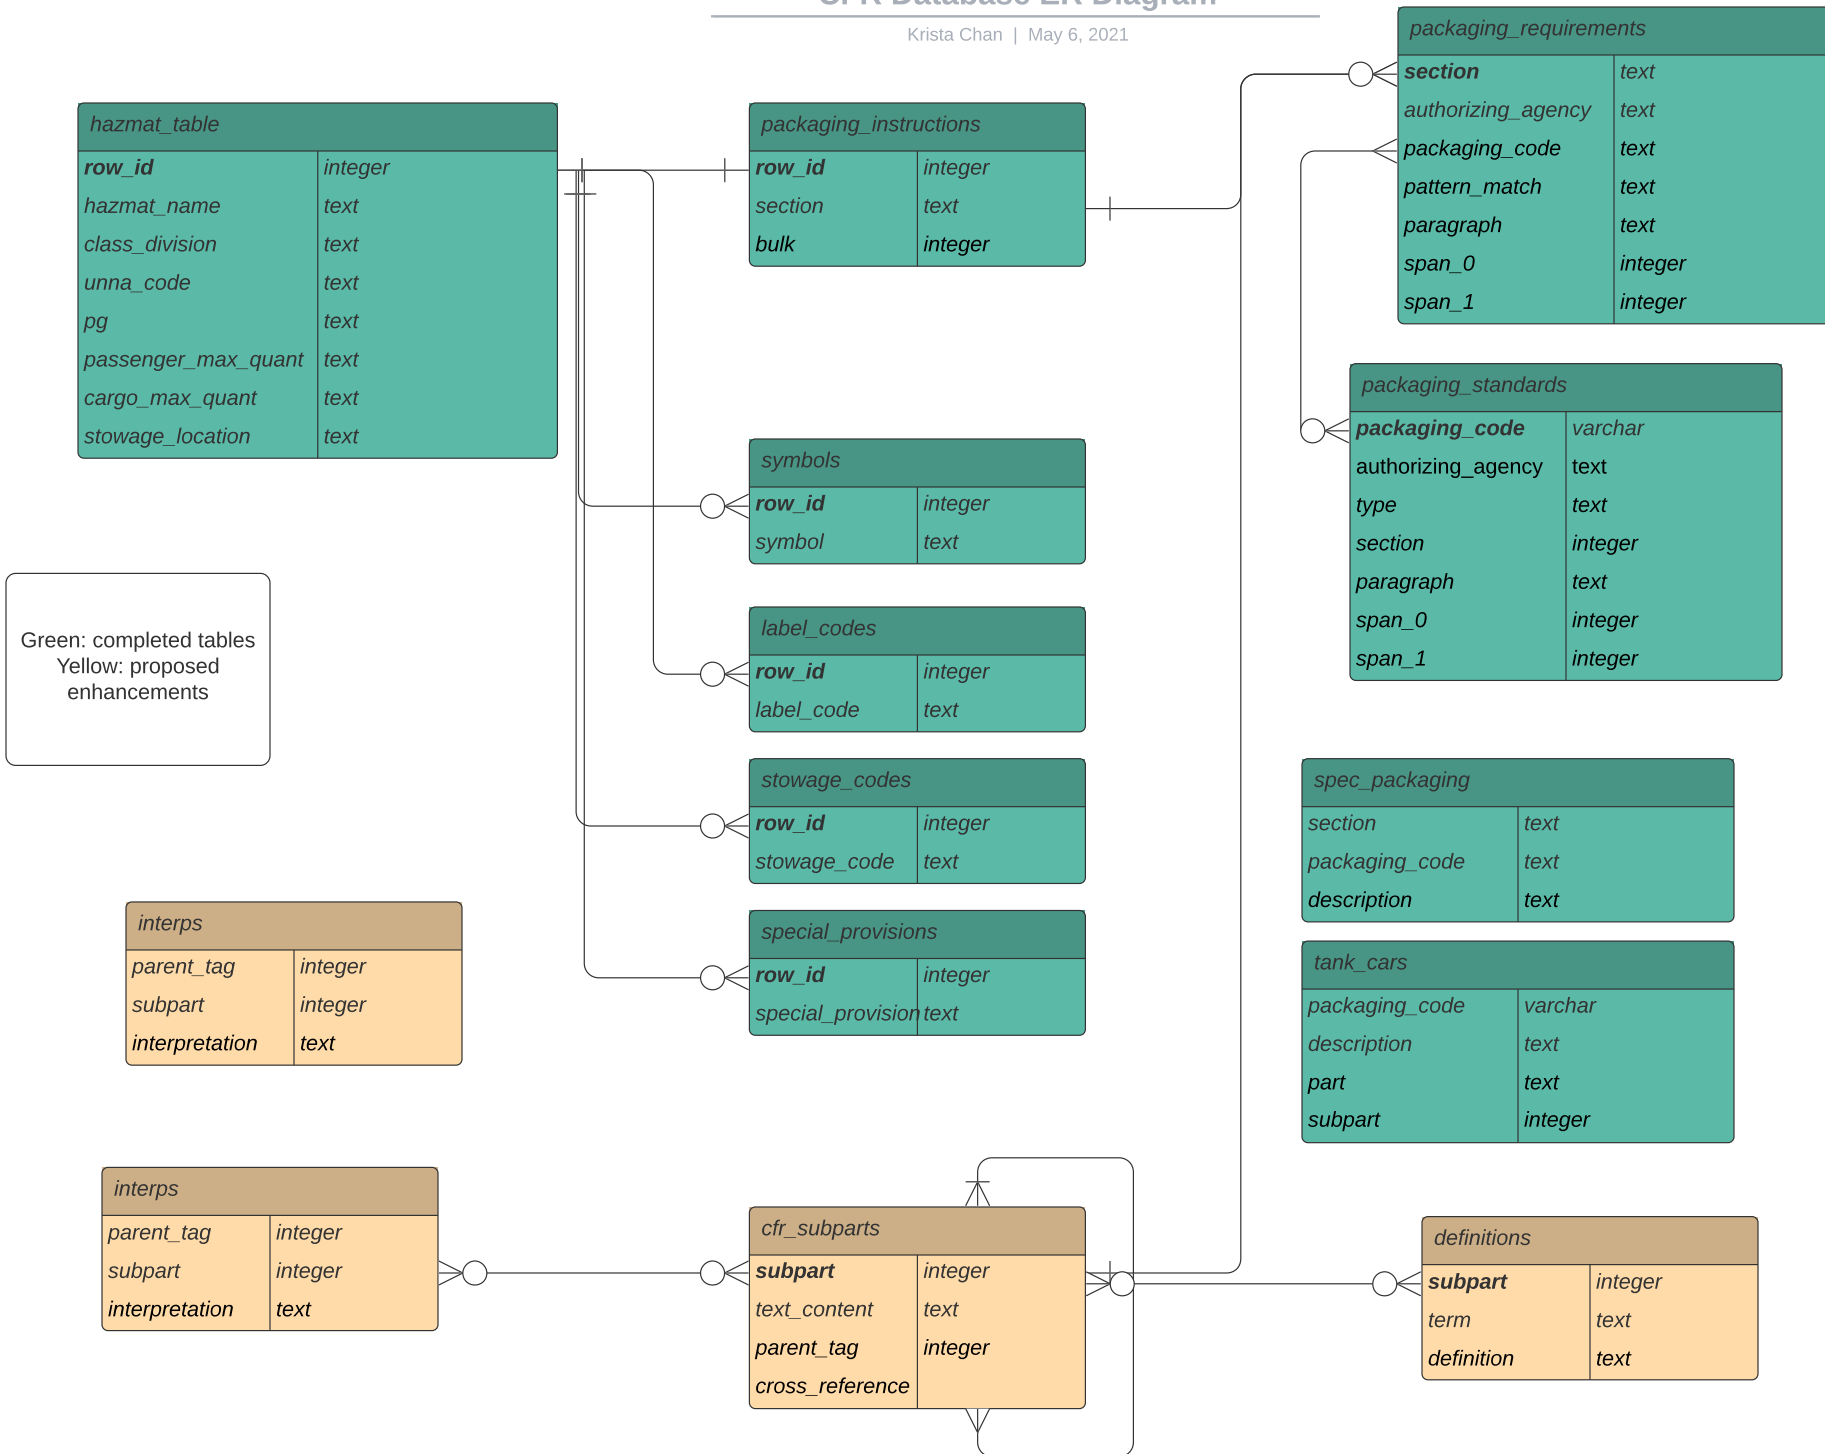 CFR Database ER Diagram
Krista Chan | May 6, 2021
hazmat_table
row_id integer
hazmat_name text
class_division text
unna_code text
pg text
passenger_max_quant text
cargo_max_quant text
stowage_location text
packaging_instructions
row_id integer
section text
bulk integer
packaging_requirements
section text
authorizing_agency text
packaging_code text
pattern_match text
paragraph text
span_0 integer
span_1 integer
packaging_standards
packaging_code varchar
authorizing_agency text
type text
section integer
paragraph text
span_0 integer
span_1 integer
symbols
row_id integer
symbol text
Green: completed tables
Yellow: proposed
enhancements
label_codes
row_id integer
label_code text
stowage_codes
row_id integer
stowage_code text
spec_packaging
section text
packaging_code text
description text
interps
parent_tag integer
subpart integer
interpretation text
special_provisions
row_id integer
special_provision text
tank_cars
packaging_code varchar
description text
part text
subpart integer
interps
parent_tag integer
subpart integer
interpretation text
cfr_subparts
subpart integer
text_content text
parent_tag integer
cross_reference
definitions
subpart integer
term text
definition text